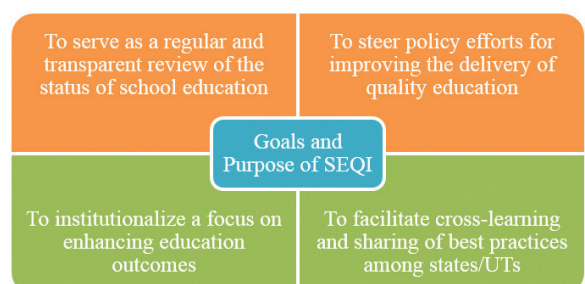 To serve as a regular and
transparent review of the
status of school education
To steer policy efforts for
improving the delivery of
quality education
Goals and
Purpose of SEQI
To institutionalize a focus on
enhancing education
outcomes
To facilitate cross-learning
and sharing of best practices
among states/UTs